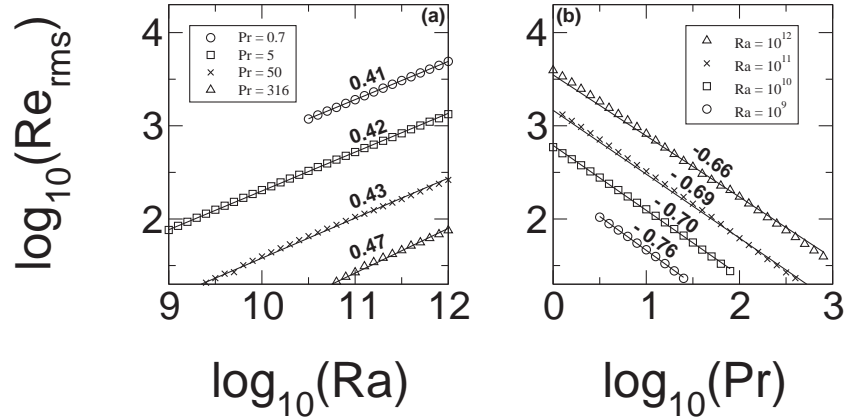 log10(Re_rms)
(a)
4
3
2
Pr = 0.7
Pr = 5
Pr = 50
Pr = 316
0.41
0.42
0.43
0.47
9 10 11 12
log10(Ra)
(b)
4
3
2
Ra = 10^12
Ra = 10^11
Ra = 10^10
Ra = 10^9
-0.66
- 0.69
- 0.70
- 0.76
0 1 2 3
log10(Pr)